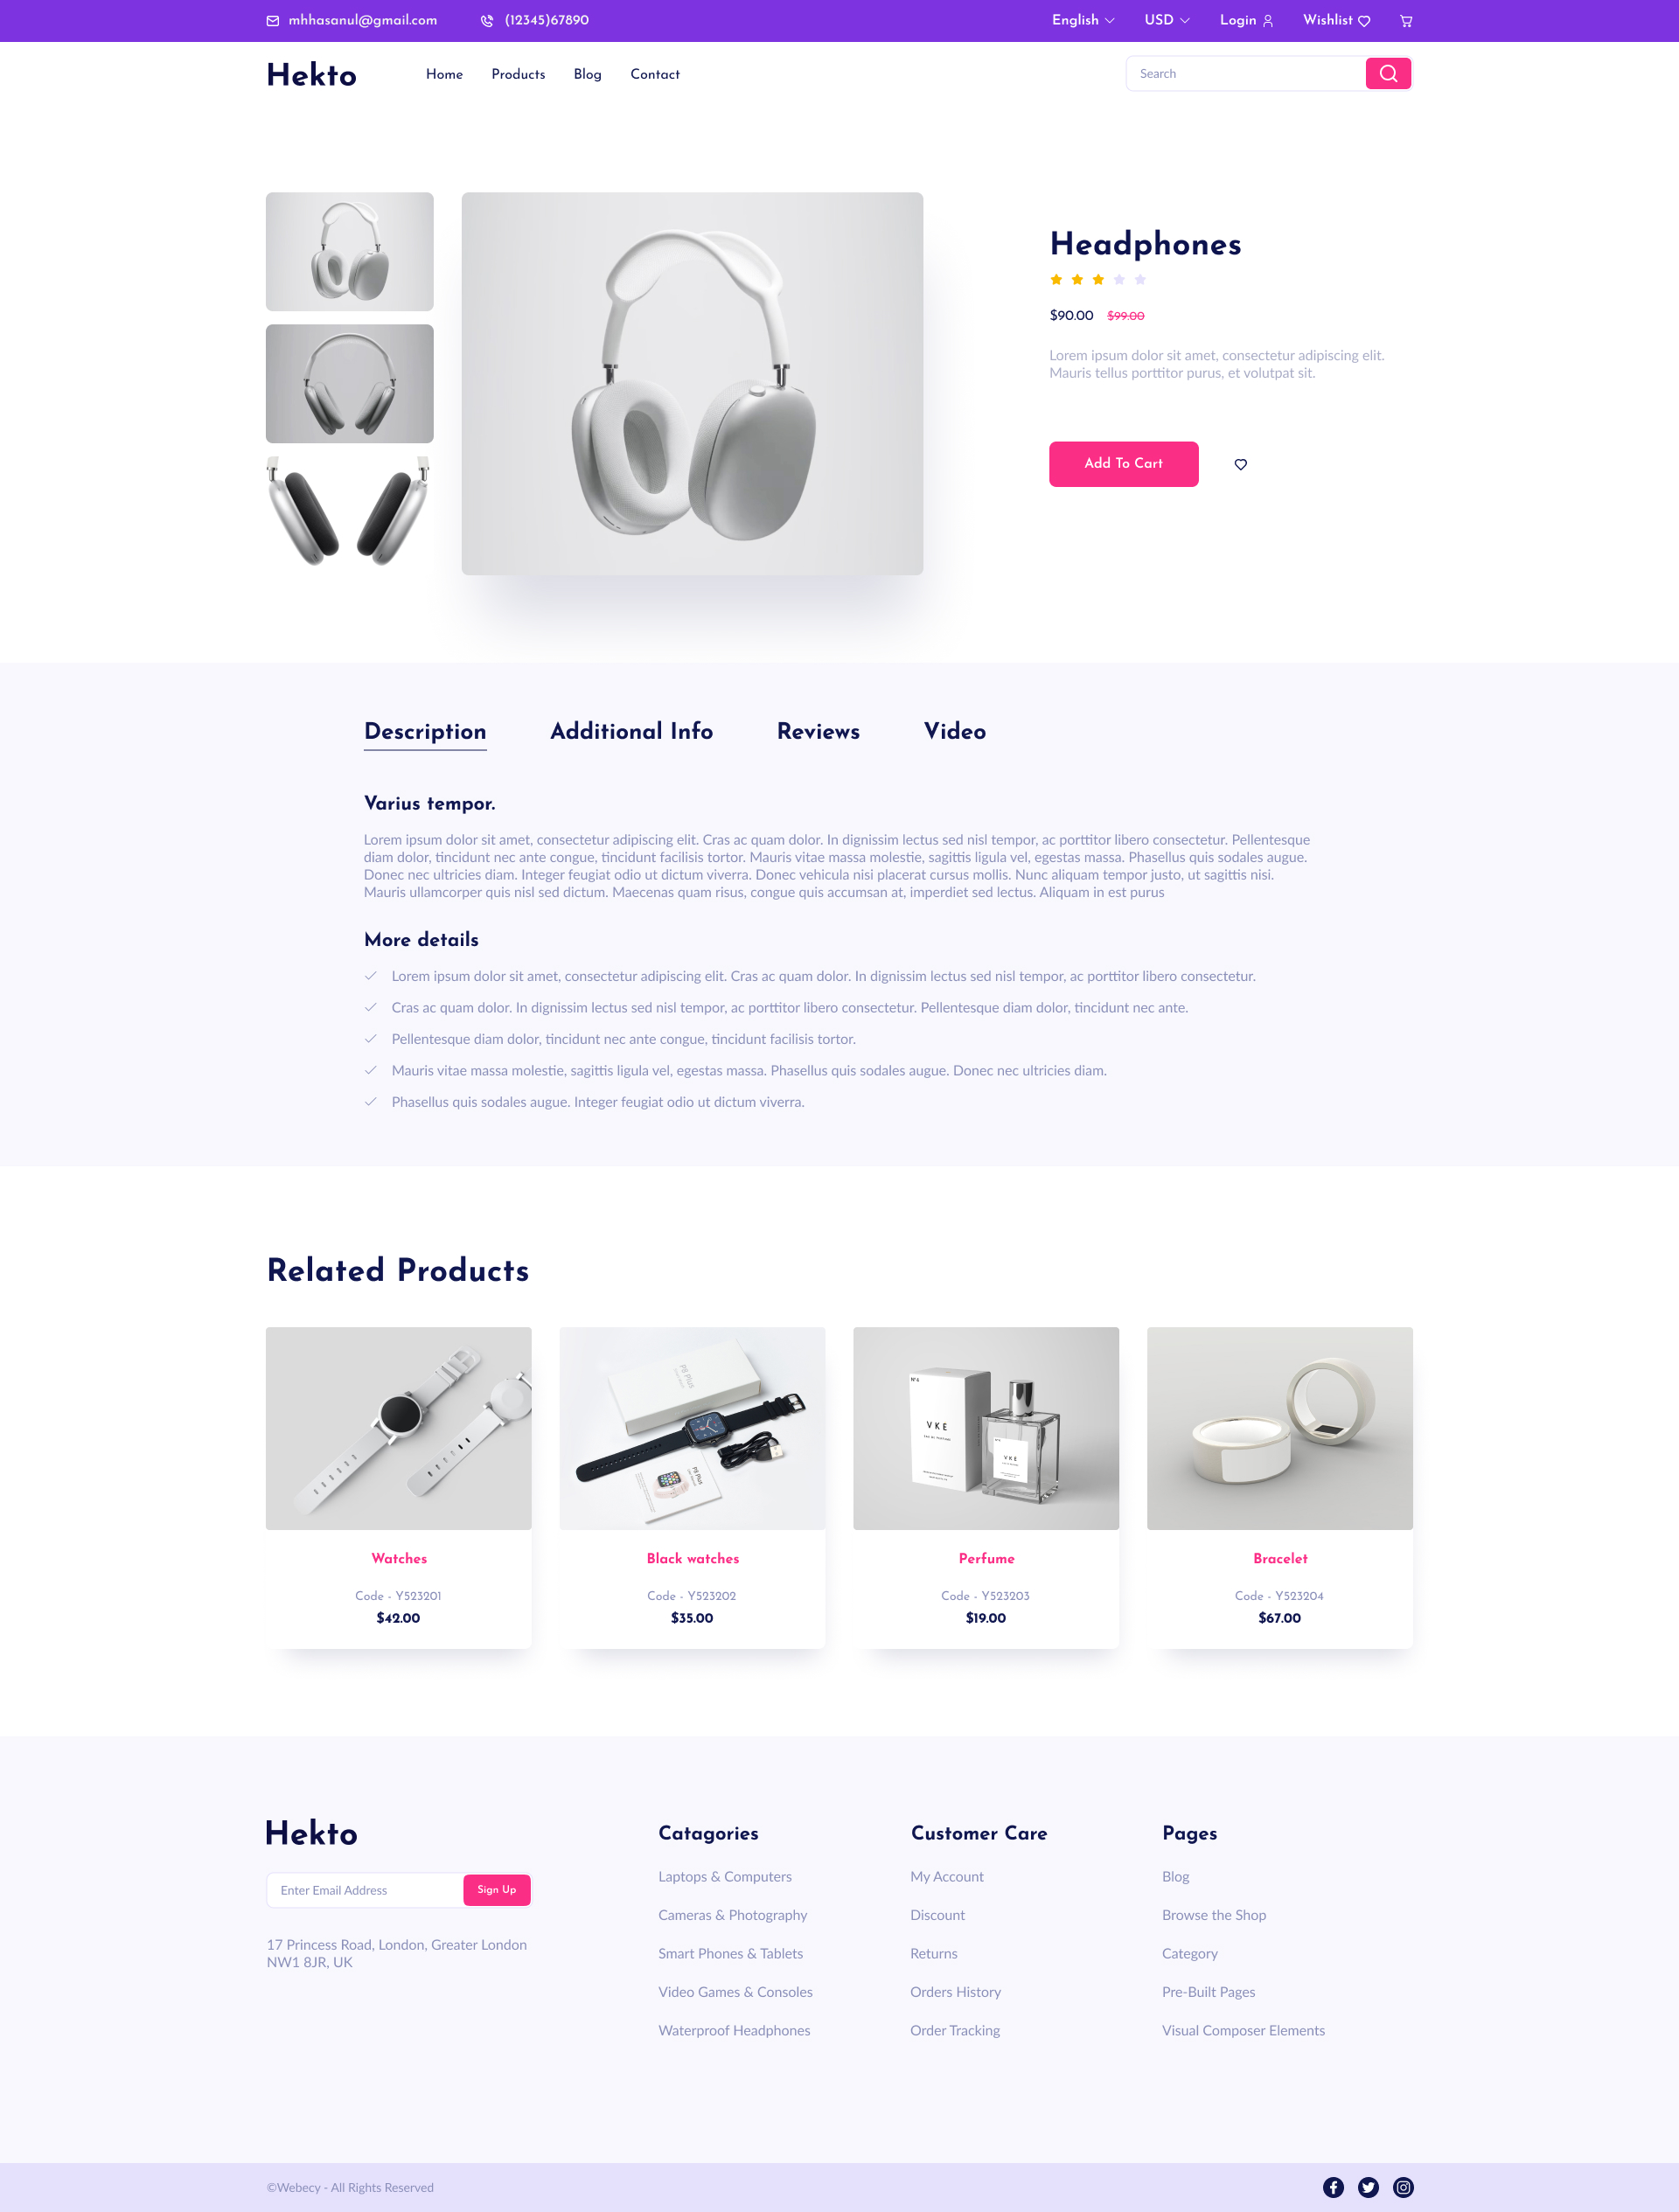 mhhasanul@gmail.com
(12345)67890
English
USD
Login
Wishlist
Hekto
Home
Products
Blog
Contact
Search
Headphones
$90.00 $99.00
Lorem ipsum dolor sit amet, consectetur adipiscing elit.
Mauris tellus porttitor purus, et volutpat sit.
Add To Cart
Description
Additional Info
Reviews
Video
Varius tempor.
Lorem ipsum dolor sit amet, consectetur adipiscing elit. Cras ac quam dolor. In dignissim lectus sed nisl tempor, ac porttitor libero consectetur. Pellentesque
diam dolor, tincidunt nec ante congue, tincidunt facilisis tortor. Mauris vitae massa molestie, sagittis ligula vel, egestas massa. Phasellus quis sodales augue.
Donec nec ultricies diam. Integer feugiat odio ut dictum viverra. Donec vehicula nisi placerat cursus mollis. Nunc aliquam tempor justo, ut sagittis nisi.
Mauris ullamcorper quis nisl sed dictum. Maecenas quam risus, congue quis accumsan at, imperdiet sed lectus. Aliquam in est purus
More details
Lorem ipsum dolor sit amet, consectetur adipiscing elit. Cras ac quam dolor. In dignissim lectus sed nisl tempor, ac porttitor libero consectetur.
Cras ac quam dolor. In dignissim lectus sed nisl tempor, ac porttitor libero consectetur. Pellentesque diam dolor, tincidunt nec ante.
Pellentesque diam dolor, tincidunt nec ante congue, tincidunt facilisis tortor.
Mauris vitae massa molestie, sagittis ligula vel, egestas massa. Phasellus quis sodales augue. Donec nec ultricies diam.
Phasellus quis sodales augue. Integer feugiat odio ut dictum viverra.
Related Products
Watches
Code - Y523201
$42.00
P8 Plus
P8 Plus
Black watches
Code - Y523202
$35.00
VKE
VKE
Perfume
Code - Y523203
$19.00
Bracelet
Code - Y523204
$67.00
Hekto
Enter Email Address
Sign Up
17 Princess Road, London, Greater London
NW1 8JR, UK
Catagories
Laptops & Computers
Cameras & Photography
Smart Phones & Tablets
Video Games & Consoles
Waterproof Headphones
Customer Care
My Account
Discount
Returns
Orders History
Order Tracking
Pages
Blog
Browse the Shop
Category
Pre-Built Pages
Visual Composer Elements
©Webecy - All Rights Reserved